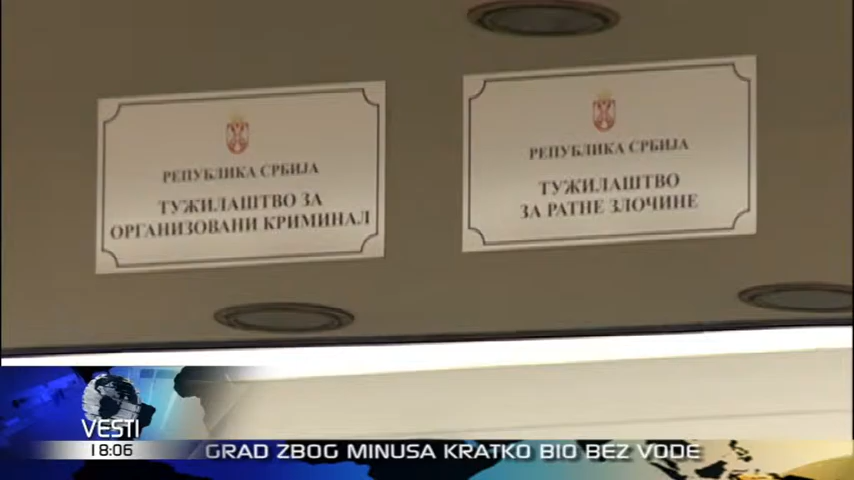 РЕПУБЛИКА СРБИЈА
ТУЖИЛАШТВО ЗА
ОРГАНИЗОВАНИ КРИМИНАЛ
РЕПУБЛИКА СРБИЈА
ТУЖИЛАШТВО
ЗА РАТНЕ ЗЛОЧИНЕ
VESTI
18:06
GRAD ZBOG MINUSA KRATKO BIO BEZ VODE